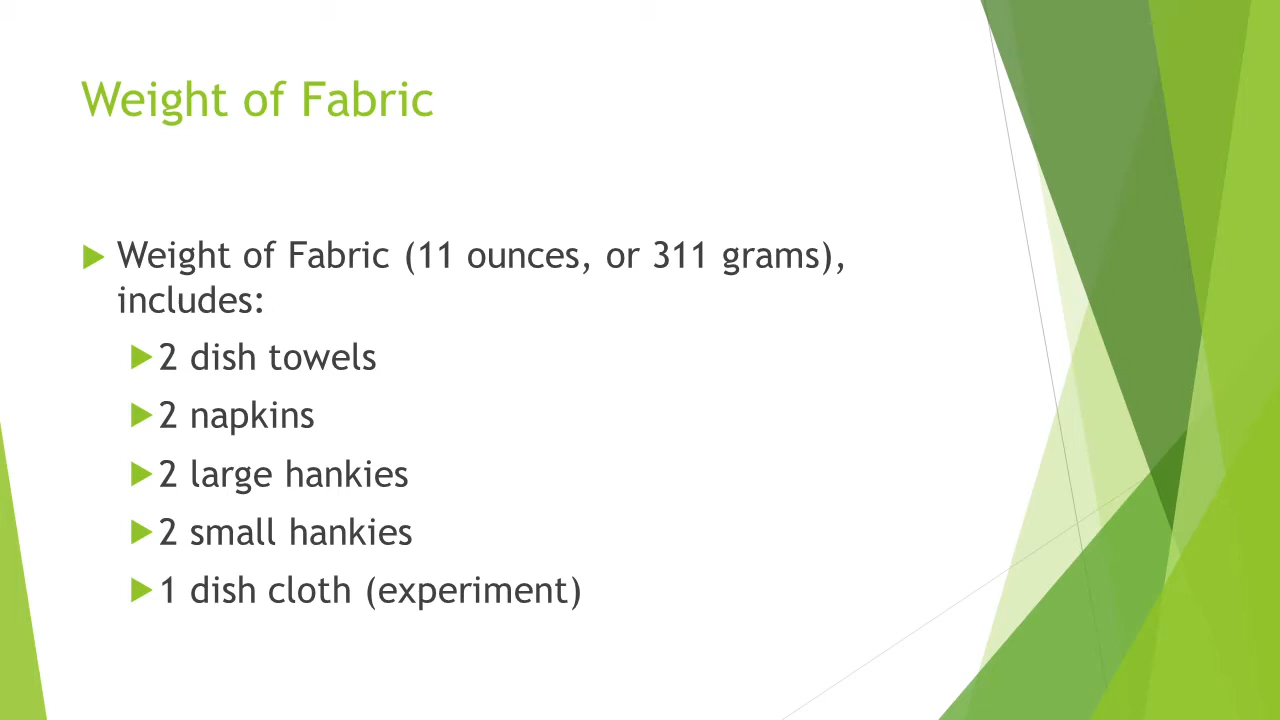 Weight of Fabric
Weight of Fabric (11 ounces, or 311 grams),
includes:
2 dish towels
2 napkins
2 large hankies
2 small hankies
1 dish cloth (experiment)